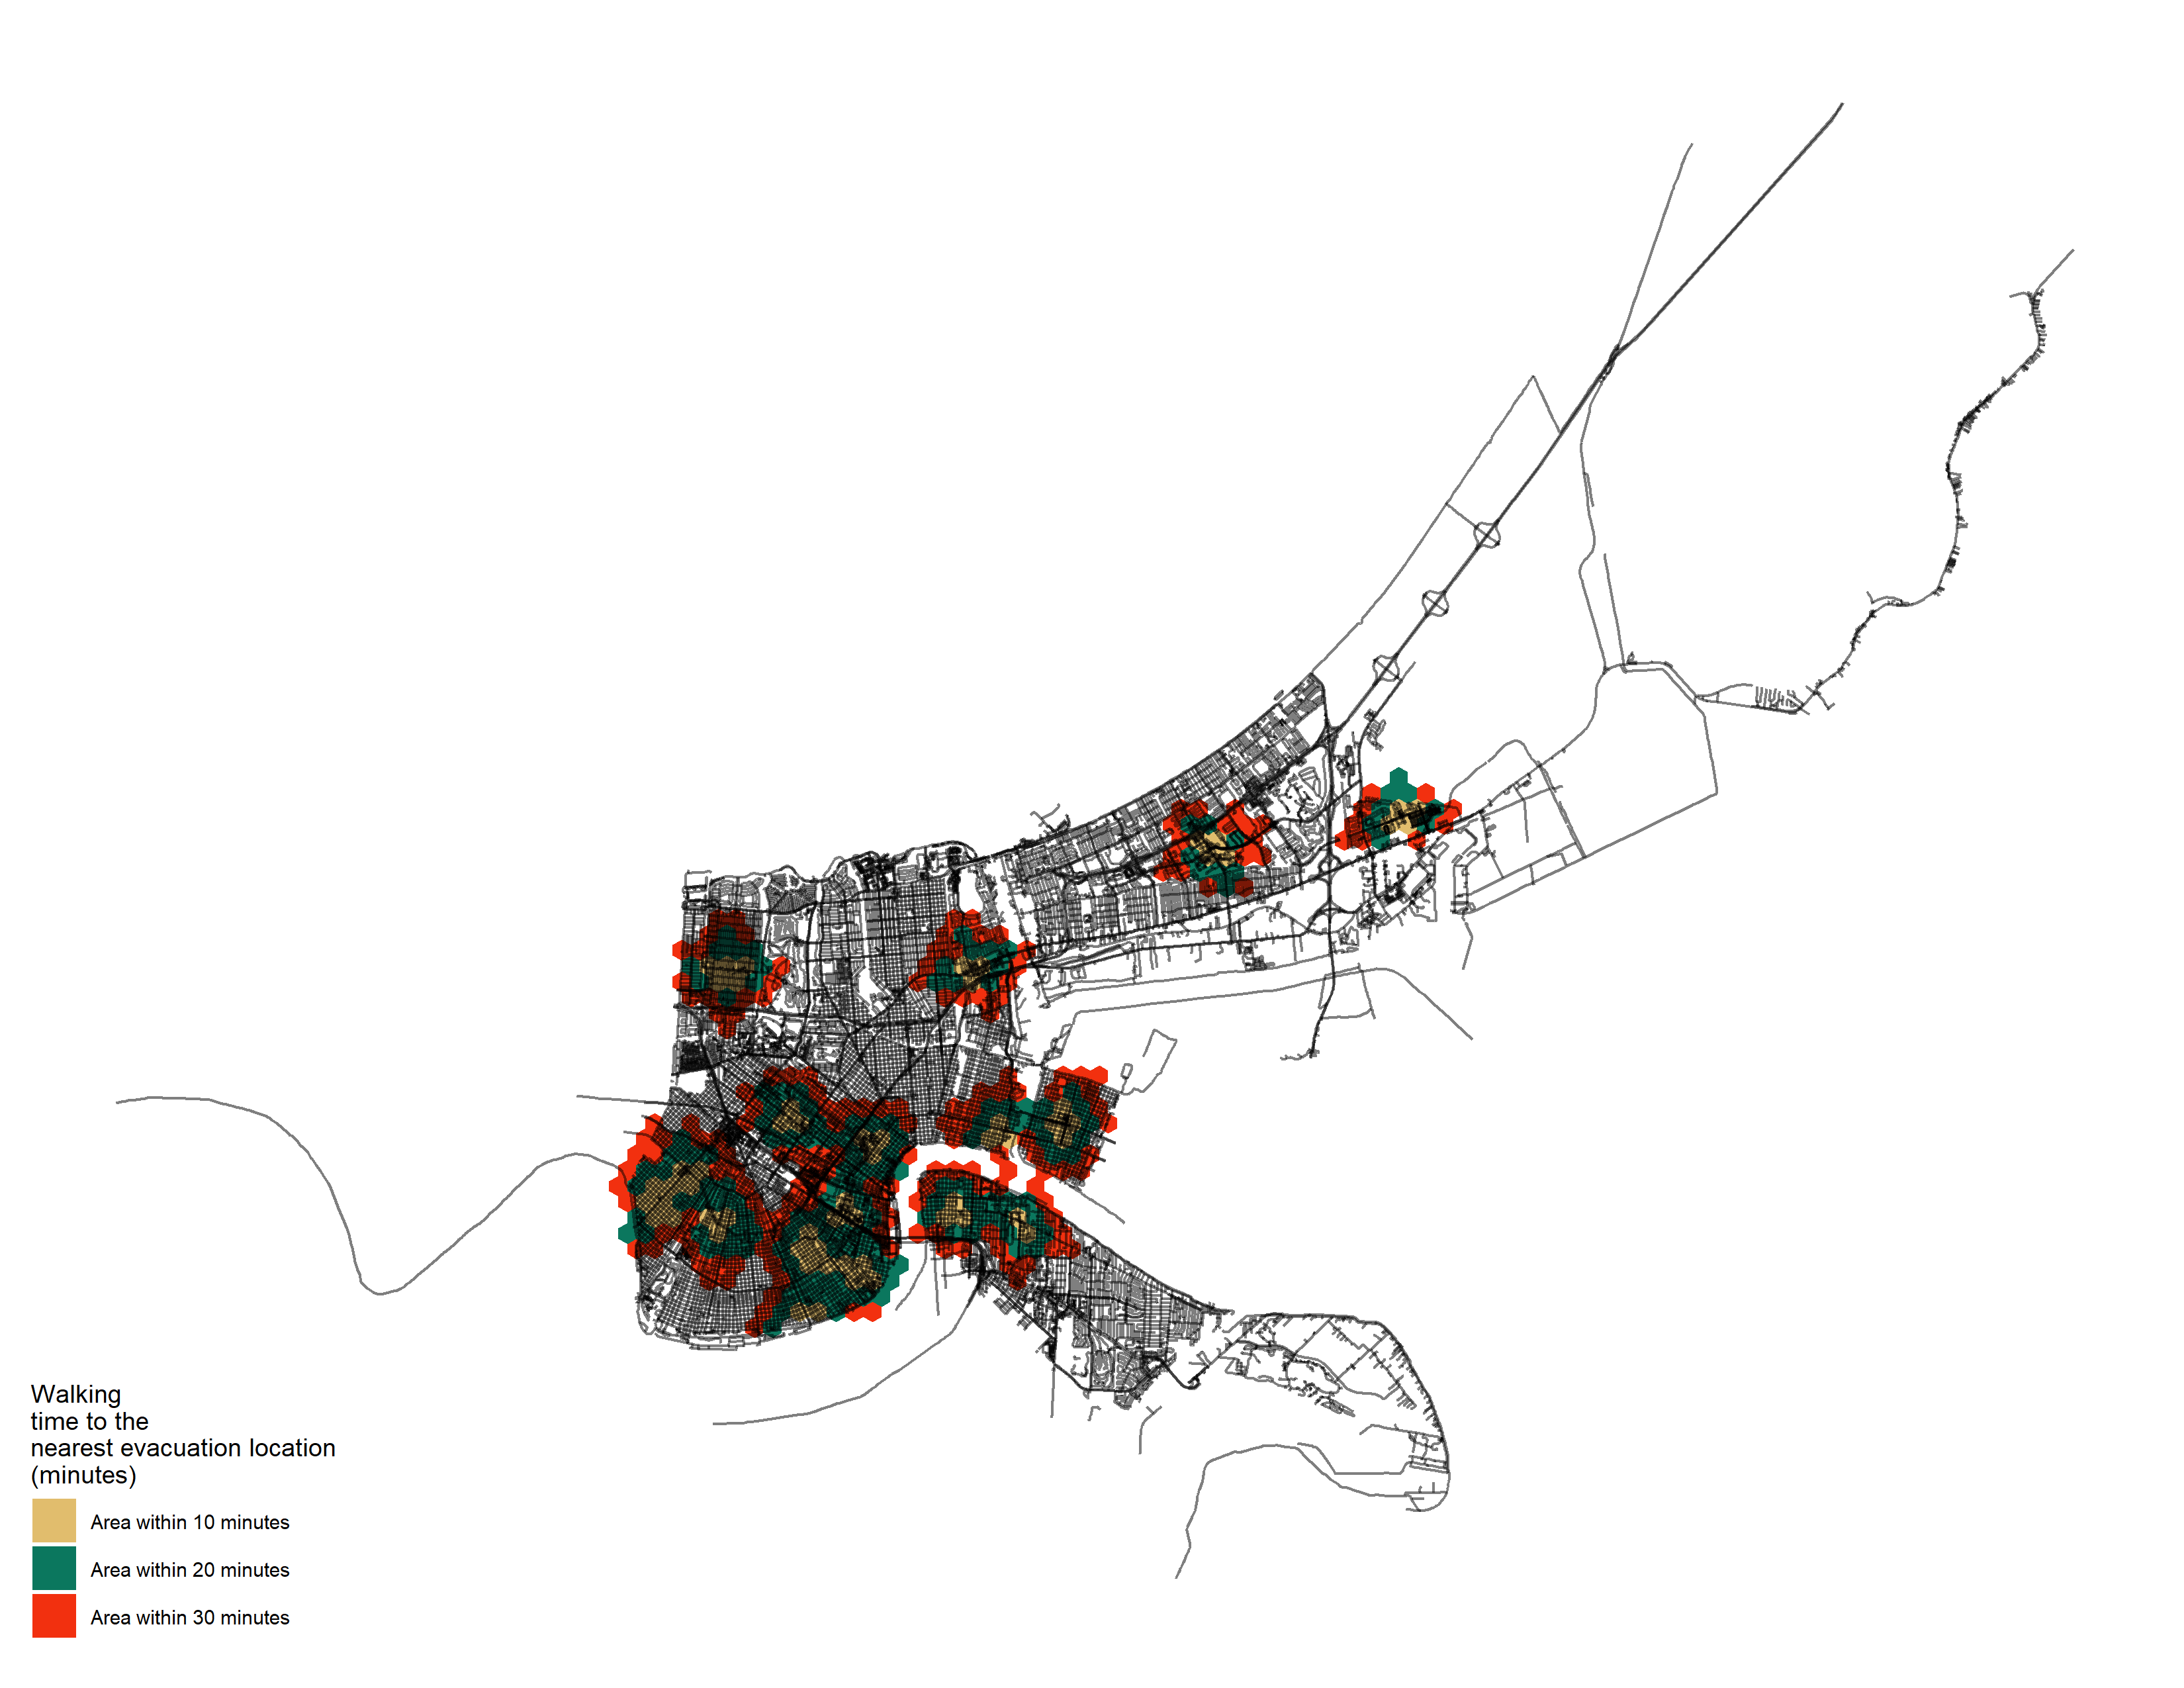 Walking
time to the
nearest evacuation location
(minutes)
Area within 10 minutes
Area within 20 minutes
Area within 30 minutes